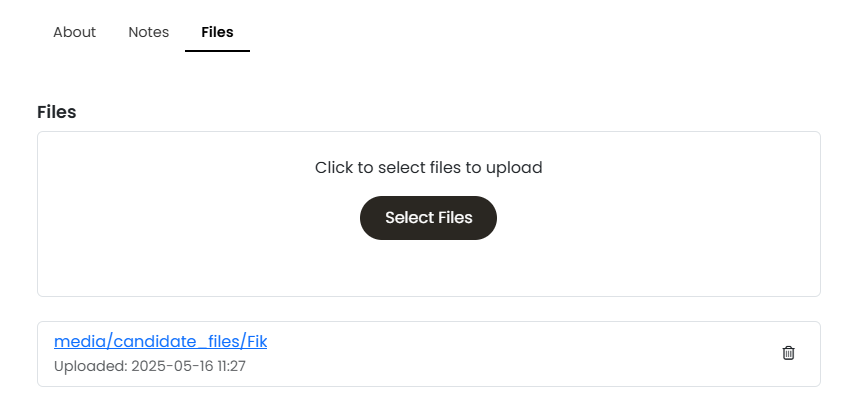 About Notes Files
Files
Click to select files to upload
Select Files
media/candidate_files/Fik
Uploaded: 2025-05-16 11:27